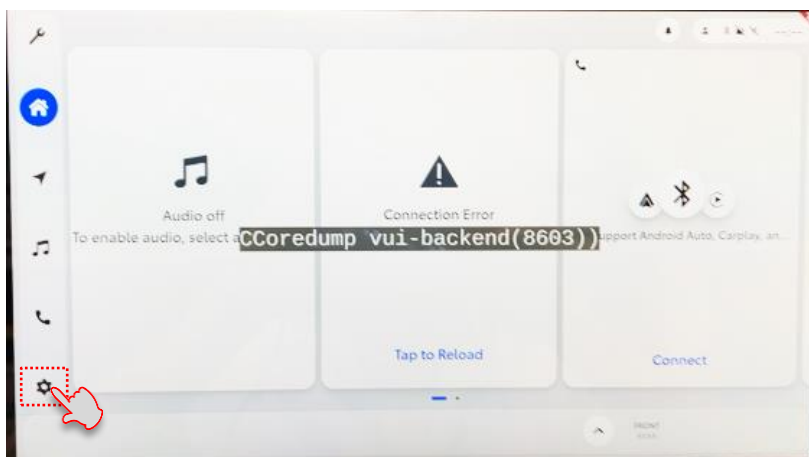 Audio off
To enable audio, select a
Connection Error
CCoredump vui-backend(8603))
upport Android Auto, Carplay, an...
Tap to Reload
Connect
FRONT